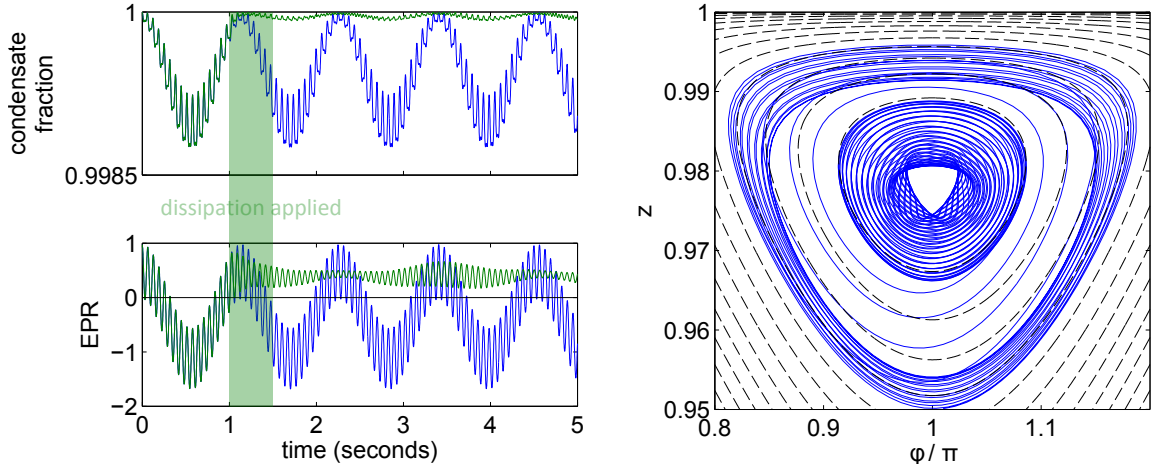 condensate
fraction
1
0.9985
dissipation applied
EPR
1
0
−1
−2
0 1 2 3 4 5
time (seconds)
z
1
0.99
0.98
0.97
0.96
0.95
0.8 0.9 1 1.1
φ / π